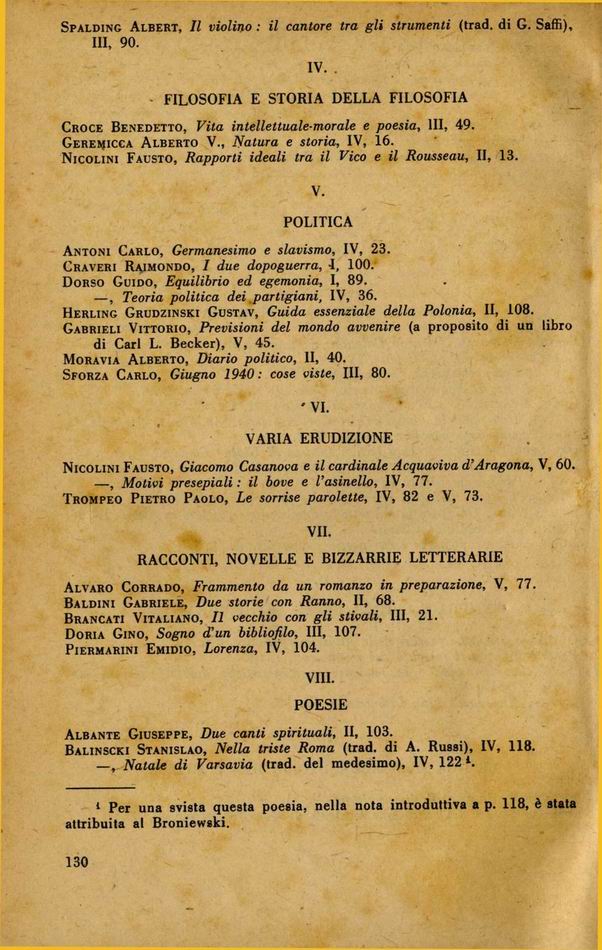 SPALDING ALBERT, Il violino : il cantore tra gli strumenti (trad. di G. Saffi),
III, 90.
IV.
FILOSOFIA E STORIA DELLA FILOSOFIA
CROCE BENEDETTO, Vita intellettuale-morale e poesia, III, 49.
GEREMICCA ALBERTO V., Natura e storia, IV, 16.
NICOLINI FAUSTO, Rapporti ideali tra il Vico e il Rousseau, II, 13.
V.
POLITICA
ANTONI CARLO, Germanesimo e slavismo, IV, 23.
CRAVERI RAIMONDO, I due dopoguerra, I, 100.
DORSO GUIDO, Equilibrio ed egemonia, I, 89.
—, Teoria politica dei partigiani, IV, 36.
HERLING GRUDZINSKI GUSTAV, Guida essenziale della Polonia, II, 108.
GABRIELI VITTORIO, Previsioni del mondo avvenire (a proposito di un libro
di Carl L. Becker), V, 45.
MORAVIA ALBERTO, Diario politico, II, 40.
SFORZA CARLO, Giugno 1940 : cose viste, III, 80.
VI.
VARIA ERUDIZIONE
NICOLINI FAUSTO, Giacomo Casanova e il cardinale Acquaviva d'Aragona, V, 60.
—, Motivi presepiali : il bove e l'asinello, IV, 77.
TROMPEO PIETRO PAOLO, Le sorrise parolette, IV, 82 e V, 73.
VII.
RACCONTI, NOVELLE E BIZZARRIE LETTERARIE
ALVARO CORRADO, Frammento da un romanzo in preparazione, V, 77.
BALDINI GABRIELE, Due storie con Ranno, II, 68.
BRANCATI VITALIANO, Il vecchio con gli stivali, III, 21.
DORIA GINO, Sogno d'un bibliofilo, III, 107.
PIERMARINI EMIDIO, Lorenza, IV, 104.
VIII.
POESIE
ALBANTE GIUSEPPE, Due canti spirituali, II, 103.
BALINSCKI STANISLAO, Nella triste Roma (trad. di A. Russi), IV, 118.
—, Natale di Varsavia (trad. del medesimo), IV, 122 ¹.
¹ Per una svista questa poesia, nella nota introduttiva a p. 118, è stata
attribuita al Broniewski.
130